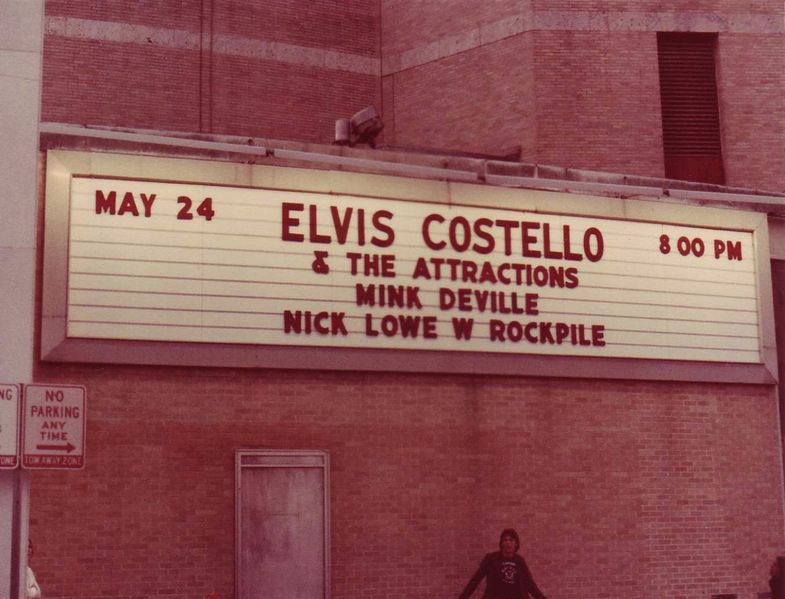 MAY 24
ELVIS COSTELLO
8 00 PM
& THE ATTRACTIONS
MINK DEVILLE
NICK LOWE W ROCKPILE
NG
NO
PARKING
ANY
TIME
TOW AWAY ZONE